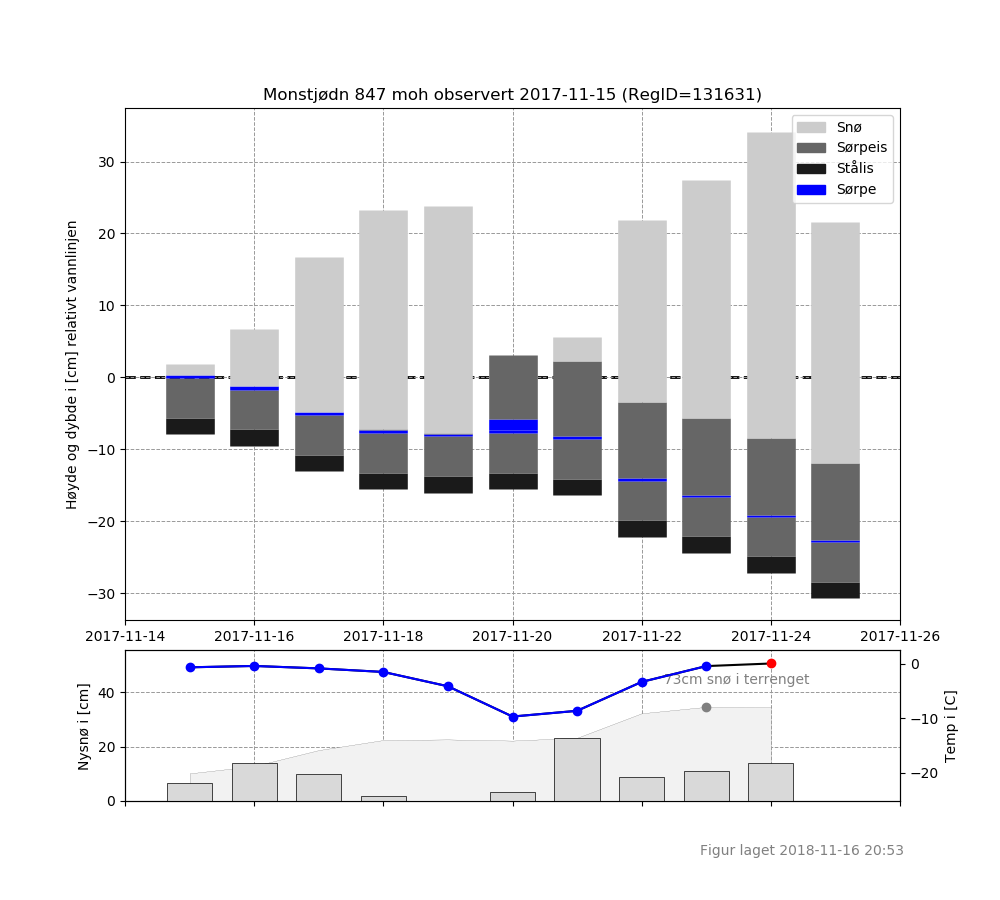 Monstjødn 847 moh observert 2017-11-15 (RegID=131631)
Høyde og dybde i [cm] relativt vannlinjen
30
20
10
0
−10
−20
−30
Snø
Sørpeis
Stålis
Sørpe
2017-11-14
2017-11-16
2017-11-18
2017-11-20
2017-11-22
2017-11-24
2017-11-26
Nysnø i [cm]
40
20
0
73cm snø i terrenget
0
−10
−20
Temp i [C]
Figur laget 2018-11-16 20:53